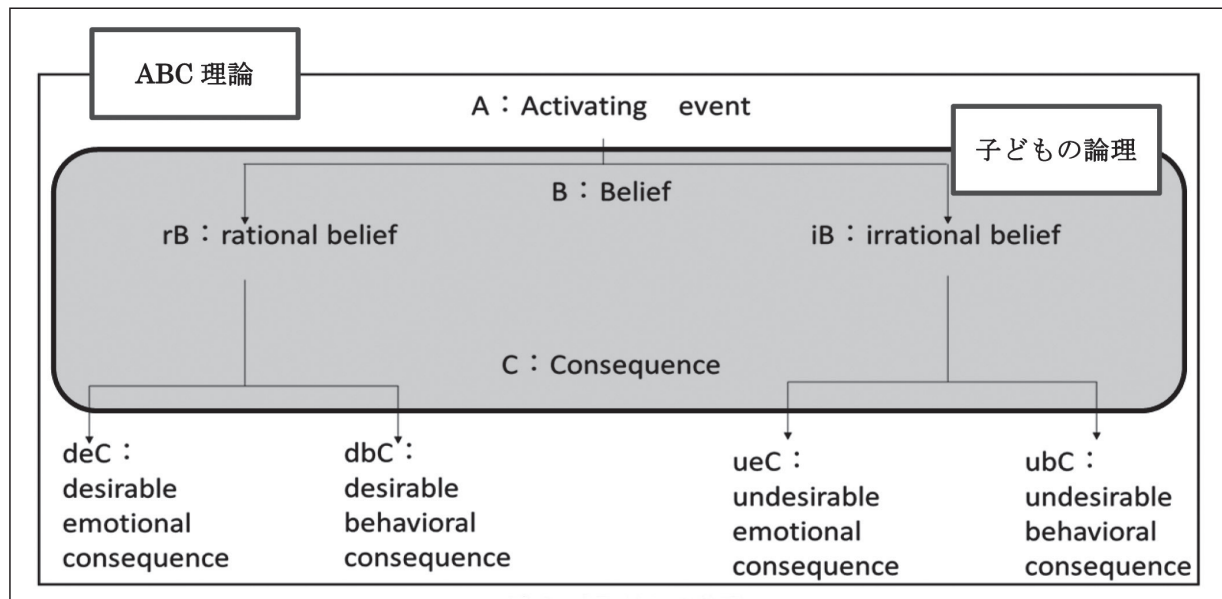 ABC 理論
A：Activating event
子どもの論理
B：Belief
rB：rational belief
iB：irrational belief
C：Consequence
deC：
desirable
emotional
consequence
dbC：
desirable
behavioral
consequence
ueC：
undesirable
emotional
consequence
ubC：
undesirable
behavioral
consequence